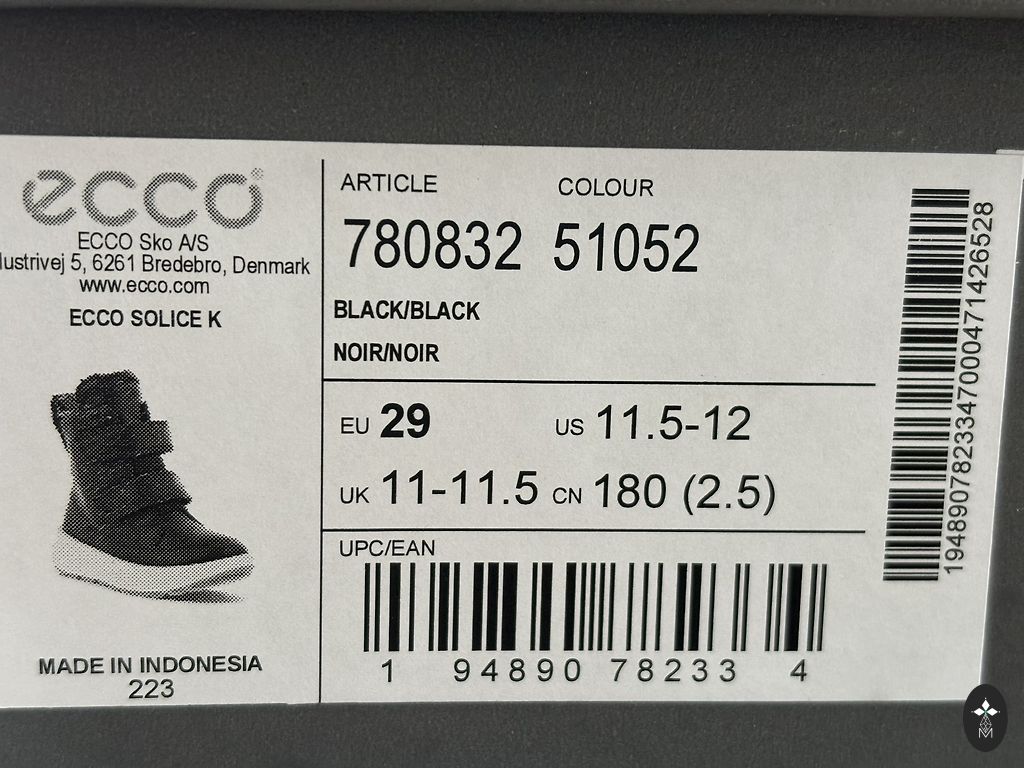 ecco
ECCO Sko A/S
lustrivej 5, 6261 Bredebro, Denmark
www.ecco.com
ECCO SOLICE K
MADE IN INDONESIA
223
ARTICLE COLOUR
780832 51052
BLACK/BLACK
NOIR/NOIR
EU 29 US 11.5-12
UK 11-11.5 CN 180 (2.5)
UPC/EAN
1 94890 78233 4
1948907823347000471426528
M